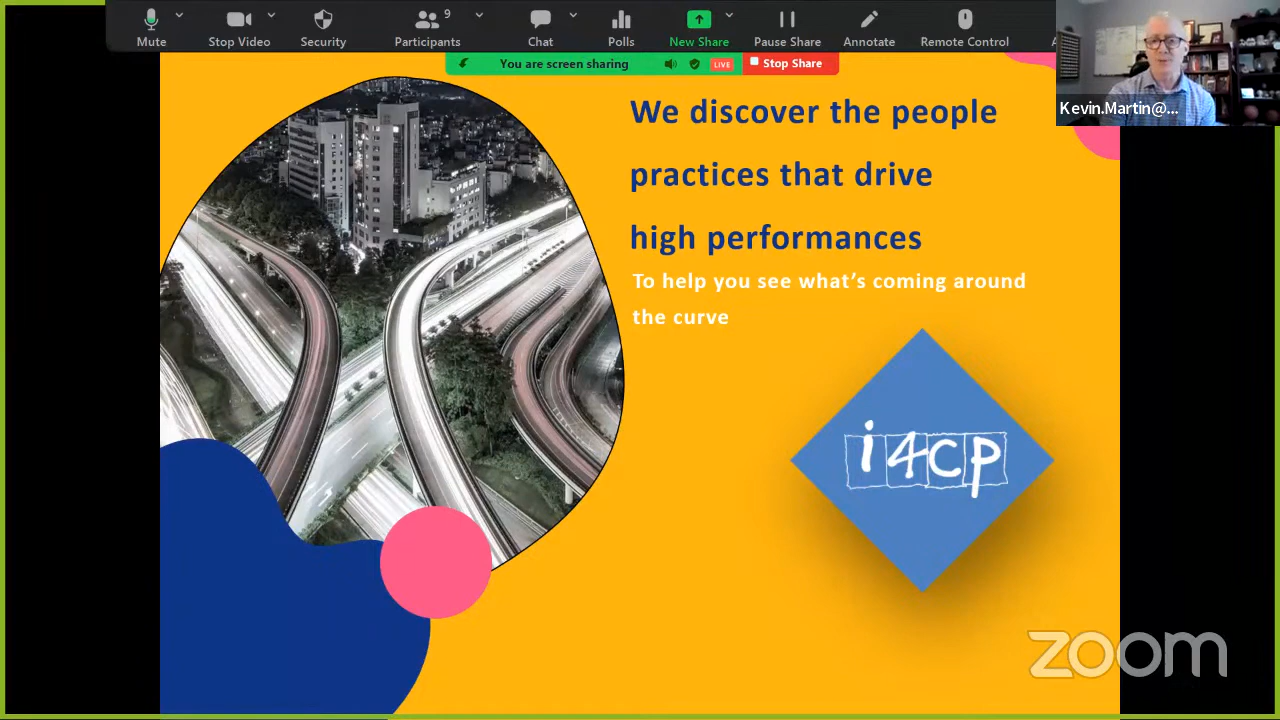 Mute
Stop Video
Security
9
Participants
Chat
Polls
New Share
Pause Share
Annotate
Remote Control
You are screen sharing
LIVE
Stop Share
Kevin.Martin@...
We discover the people
practices that drive
high performances
To help you see what's coming around
the curve
i4cp
zoom